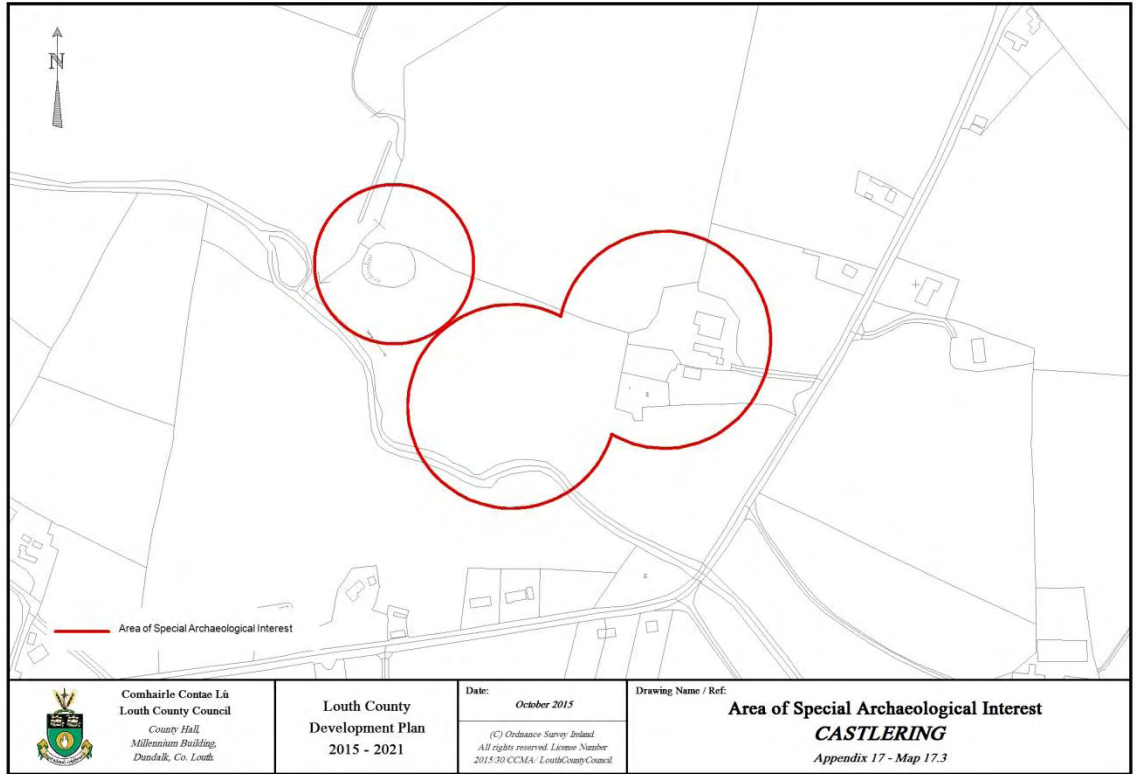 N
Area of Special Archaeological Interest
Comhairle Contae Lú
Louth County Council
County Hall,
Millennium Building,
Dundalk, Co. Louth.
Louth County
Development Plan
2015 - 2021
Date:
October 2015
(C) Ordnance Survey Ireland.
All rights reserved. License Number
2015/30/CCMA/ LouthCountyCouncil.
Drawing Name / Ref:
Area of Special Archaeological Interest
CASTLERING
Appendix 17 - Map 17.3